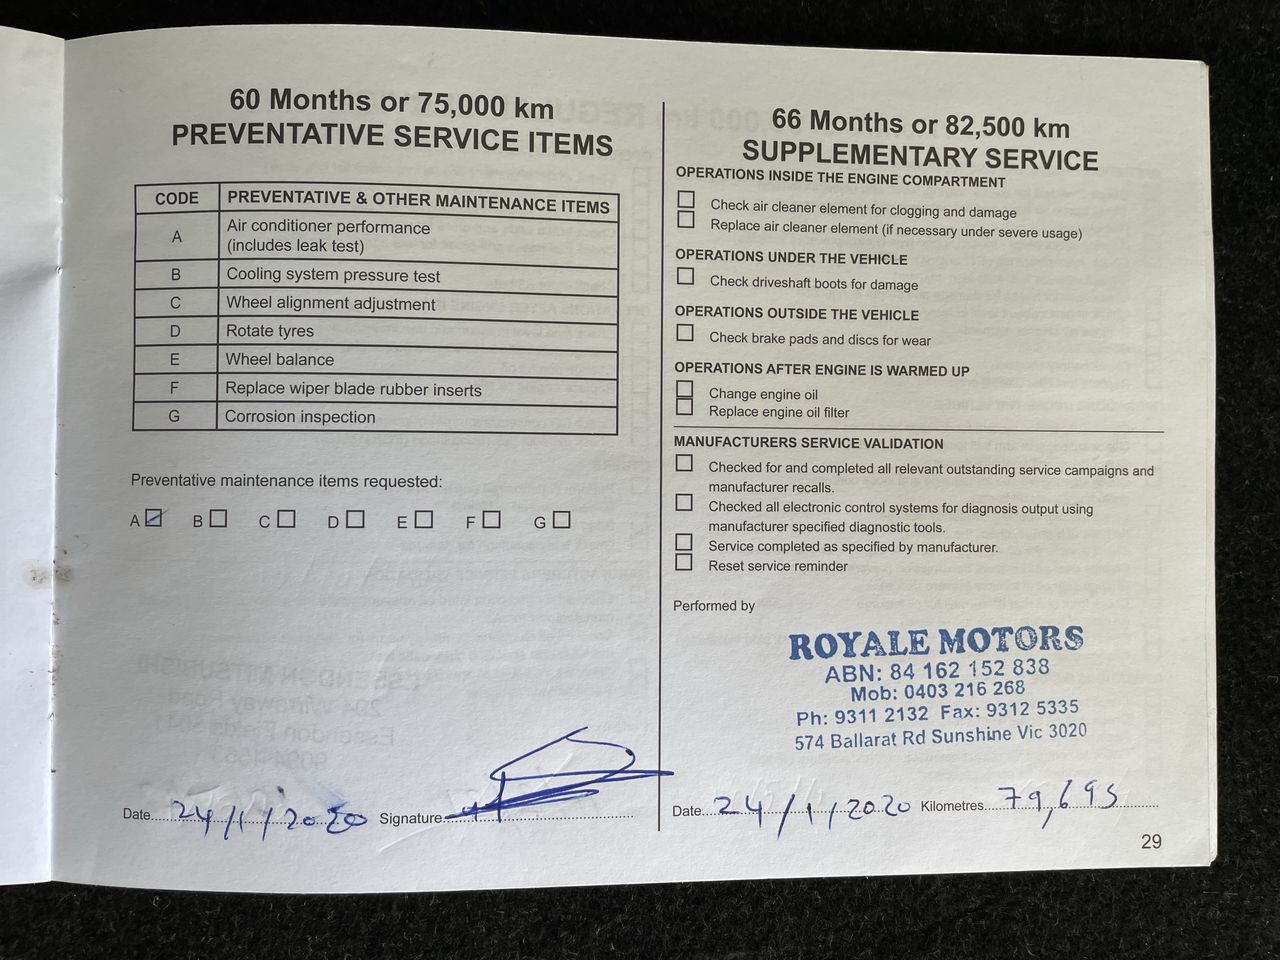 60 Months or 75,000 km
PREVENTATIVE SERVICE ITEMS
CODE PREVENTATIVE & OTHER MAINTENANCE ITEMS
A Air conditioner performance
(includes leak test)
B Cooling system pressure test
C Wheel alignment adjustment
D Rotate tyres
E Wheel balance
F Replace wiper blade rubber inserts
G Corrosion inspection
Preventative maintenance items requested:
A B C D E F G
Date 24/1/2020 Signature
66 Months or 82,500 km
SUPPLEMENTARY SERVICE
OPERATIONS INSIDE THE ENGINE COMPARTMENT
Check air cleaner element for clogging and damage
Replace air cleaner element (if necessary under severe usage)
OPERATIONS UNDER THE VEHICLE
Check driveshaft boots for damage
OPERATIONS OUTSIDE THE VEHICLE
Check brake pads and discs for wear
OPERATIONS AFTER ENGINE IS WARMED UP
Change engine oil
Replace engine oil filter
MANUFACTURERS SERVICE VALIDATION
Checked for and completed all relevant outstanding service campaigns and
manufacturer recalls.
Checked all electronic control systems for diagnosis output using
manufacturer specified diagnostic tools.
Service completed as specified by manufacturer.
Reset service reminder
Performed by
ROYALE MOTORS
ABN: 84 162 152 838
Mob: 0403 216 268
Ph: 9311 2132 Fax: 9312 5335
574 Ballarat Rd Sunshine Vic 3020
Date 24/1/2020 Kilometres 79,695
29